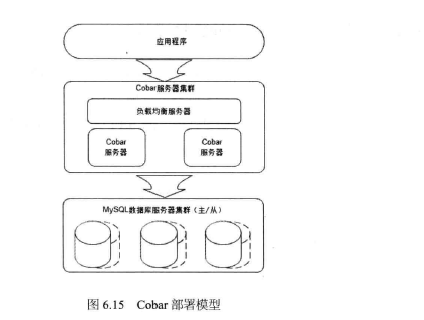 应用程序
Cobar服务器集群
负载均衡服务器
Cobar
服务器
Cobar
服务器
MySQL数据库服务器集群（主/从）
图 6.15 Cobar 部署模型